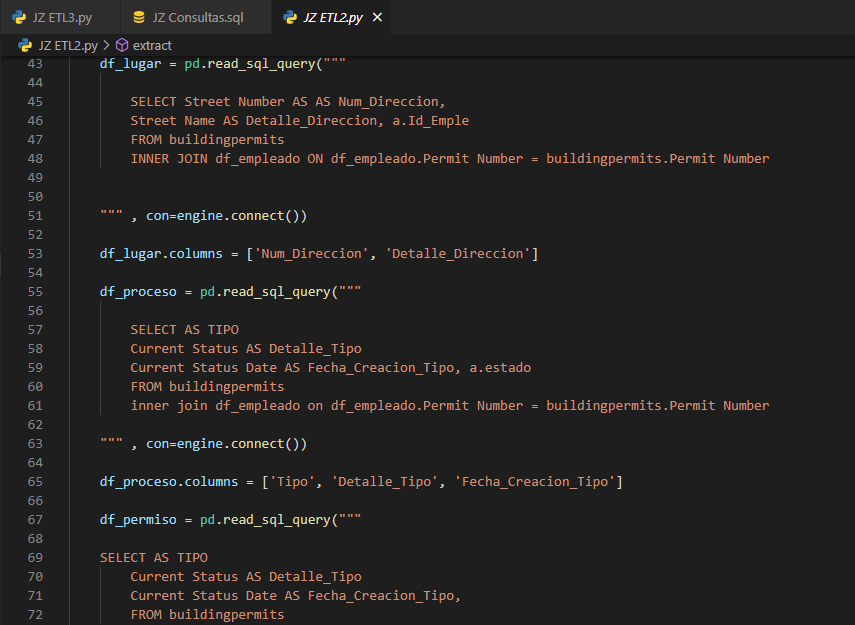 JZ ETL3.py JZ Consultas.sql JZ ETL2.py ×
JZ ETL2.py > extract
43 df_lugar = pd.read_sql_query("""
44
45 SELECT Street Number AS AS Num_Direccion,
46 Street Name AS Detalle_Direccion, a.Id_Emple
47 FROM buildingpermits
48 INNER JOIN df_empleado ON df_empleado.Permit Number = buildingpermits.Permit Number
49
50
51 """ , con=engine.connect())
52
53 df_lugar.columns = ['Num_Direccion', 'Detalle_Direccion']
54
55 df_proceso = pd.read_sql_query("""
56
57 SELECT AS TIPO
58 Current Status AS Detalle_Tipo
59 Current Status Date AS Fecha_Creacion_Tipo, a.estado
60 FROM buildingpermits
61 inner join df_empleado on df_empleado.Permit Number = buildingpermits.Permit Number
62
63 """ , con=engine.connect())
64
65 df_proceso.columns = ['Tipo', 'Detalle_Tipo', 'Fecha_Creacion_Tipo']
66
67 df_permiso = pd.read_sql_query("""
68
69 SELECT AS TIPO
70 Current Status AS Detalle_Tipo
71 Current Status Date AS Fecha_Creacion_Tipo,
72 FROM buildingpermits